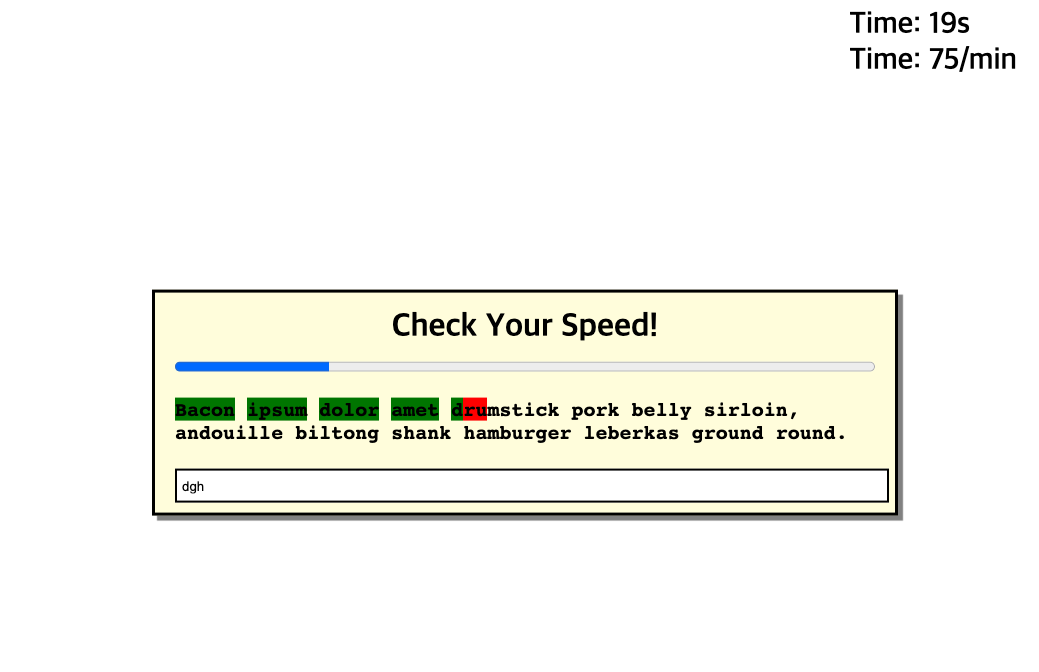 Time: 19s
Time: 75/min
Check Your Speed!
Bacon ipsum dolor amet drumstick pork belly sirloin,
andouille biltong shank hamburger leberkas ground round.
dgh